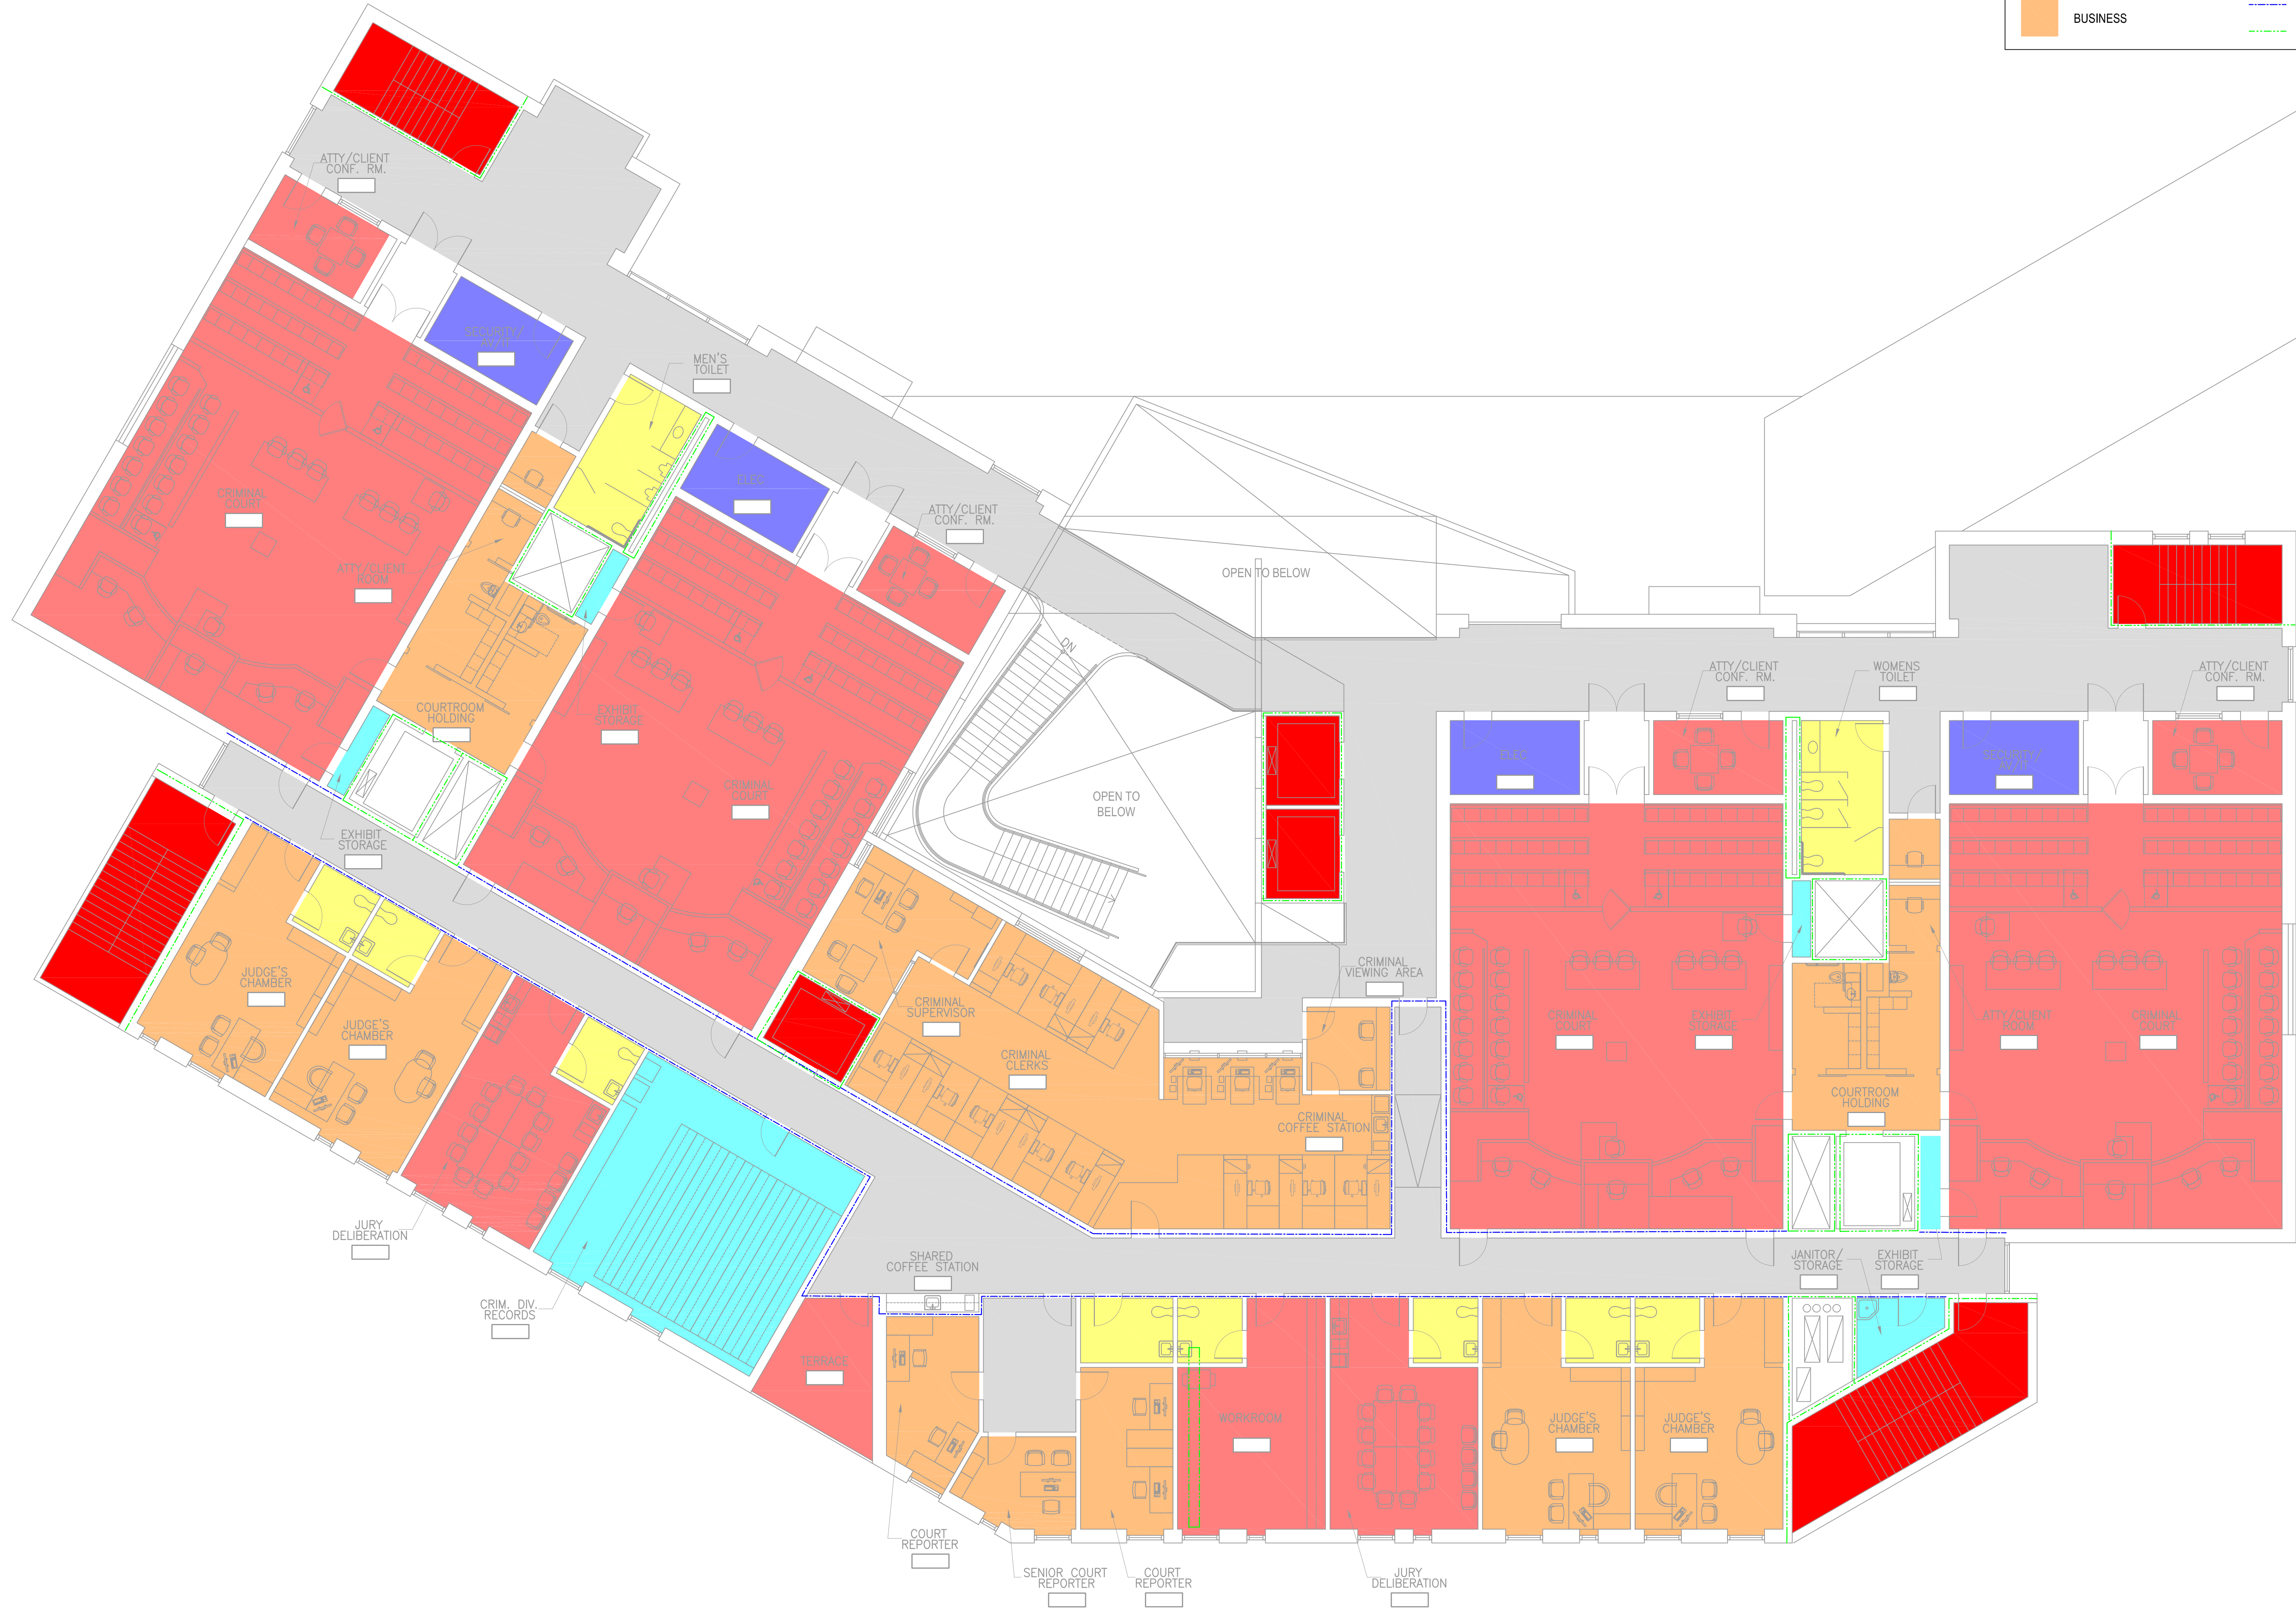 BUSINESS
ATTY/CLIENT
CONF. RM.
SECURITY/
AV/IT
MEN'S
TOILET
ELEC
CRIMINAL
COURT
ATTY/CLIENT
CONF. RM.
ATTY/CLIENT
ROOM
OPEN TO BELOW
DN
ATTY/CLIENT
CONF. RM.
WOMENS
TOILET
ATTY/CLIENT
CONF. RM.
COURTROOM
HOLDING
EXHIBIT
STORAGE
ELEC
SECURITY/
AV/IT
CRIMINAL
COURT
OPEN TO
BELOW
EXHIBIT
STORAGE
JUDGE'S
CHAMBER
CRIMINAL
VIEWING AREA
CRIMINAL
SUPERVISOR
JUDGE'S
CHAMBER
CRIMINAL
COURT
EXHIBIT
STORAGE
ATTY/CLIENT
ROOM
CRIMINAL
COURT
CRIMINAL
CLERKS
COURTROOM
HOLDING
CRIMINAL
COFFEE STATION
JURY
DELIBERATION
SHARED
COFFEE STATION
JANITOR/
STORAGE
EXHIBIT
STORAGE
CRIM. DIV.
RECORDS
TERRACE
WORKROOM
JUDGE'S
CHAMBER
JUDGE'S
CHAMBER
COURT
REPORTER
SENIOR COURT
REPORTER
COURT
REPORTER
JURY
DELIBERATION